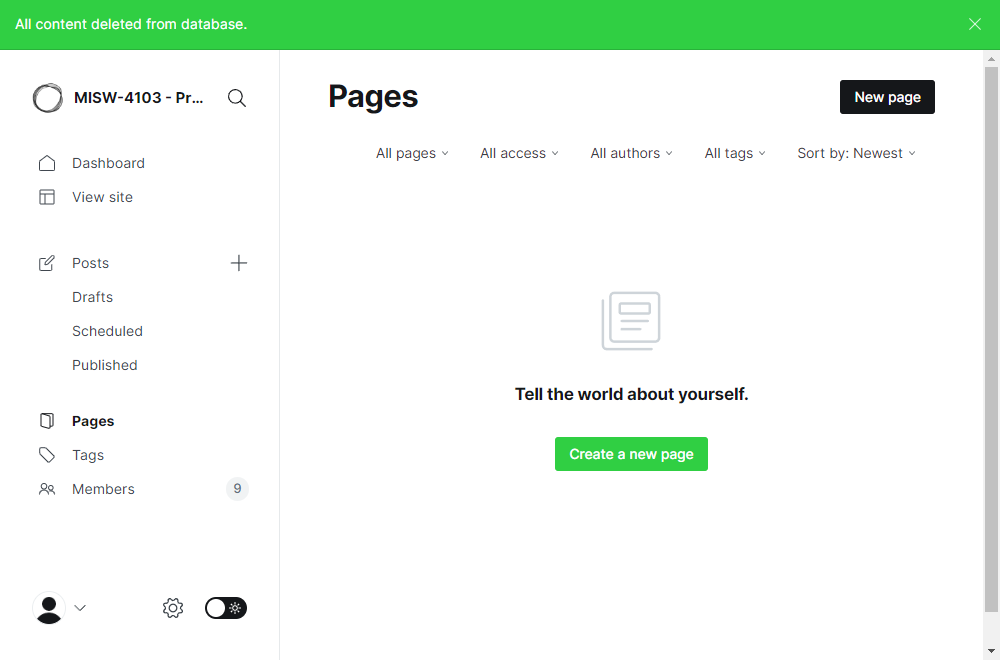 All content deleted from database.
MISW-4103 - Pr...
Dashboard
View site
Posts
Drafts
Scheduled
Published
Pages
Tags
Members 9
Pages
New page
All pages All access All authors All tags Sort by: Newest
Tell the world about yourself.
Create a new page